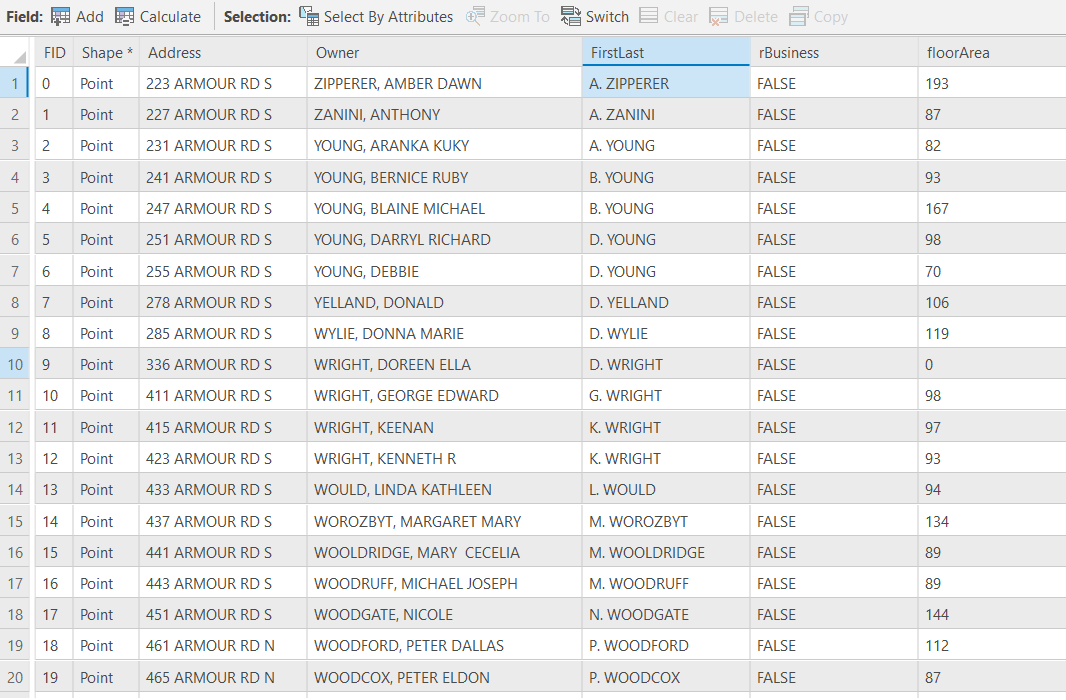 Field: Add Calculate Selection: Select By Attributes Zoom To Switch Clear Delete Copy
FID Shape * Address Owner FirstLast rBusiness floorArea
1 0 Point 223 ARMOUR RD S ZIPPERER, AMBER DAWN A. ZIPPERER FALSE 193
2 1 Point 227 ARMOUR RD S ZANINI, ANTHONY A. ZANINI FALSE 87
3 2 Point 231 ARMOUR RD S YOUNG, ARANKA KUKY A. YOUNG FALSE 82
4 3 Point 241 ARMOUR RD S YOUNG, BERNICE RUBY B. YOUNG FALSE 93
5 4 Point 247 ARMOUR RD S YOUNG, BLAINE MICHAEL B. YOUNG FALSE 167
6 5 Point 251 ARMOUR RD S YOUNG, DARRYL RICHARD D. YOUNG FALSE 98
7 6 Point 255 ARMOUR RD S YOUNG, DEBBIE D. YOUNG FALSE 70
8 7 Point 278 ARMOUR RD S YELLAND, DONALD D. YELLAND FALSE 106
9 8 Point 285 ARMOUR RD S WYLIE, DONNA MARIE D. WYLIE FALSE 119
10 9 Point 336 ARMOUR RD S WRIGHT, DOREEN ELLA D. WRIGHT FALSE 0
11 10 Point 411 ARMOUR RD S WRIGHT, GEORGE EDWARD G. WRIGHT FALSE 98
12 11 Point 415 ARMOUR RD S WRIGHT, KEENAN K. WRIGHT FALSE 97
13 12 Point 423 ARMOUR RD S WRIGHT, KENNETH R K. WRIGHT FALSE 93
14 13 Point 433 ARMOUR RD S WOULD, LINDA KATHLEEN L. WOULD FALSE 94
15 14 Point 437 ARMOUR RD S WOROZBYT, MARGARET MARY M. WOROZBYT FALSE 134
16 15 Point 441 ARMOUR RD S WOOLDRIDGE, MARY  CECELIA M. WOOLDRIDGE FALSE 89
17 16 Point 443 ARMOUR RD S WOODRUFF, MICHAEL JOSEPH M. WOODRUFF FALSE 89
18 17 Point 451 ARMOUR RD S WOODGATE, NICOLE N. WOODGATE FALSE 144
19 18 Point 461 ARMOUR RD N WOODFORD, PETER DALLAS P. WOODFORD FALSE 112
20 19 Point 465 ARMOUR RD N WOODCOX, PETER ELDON P. WOODCOX FALSE 87